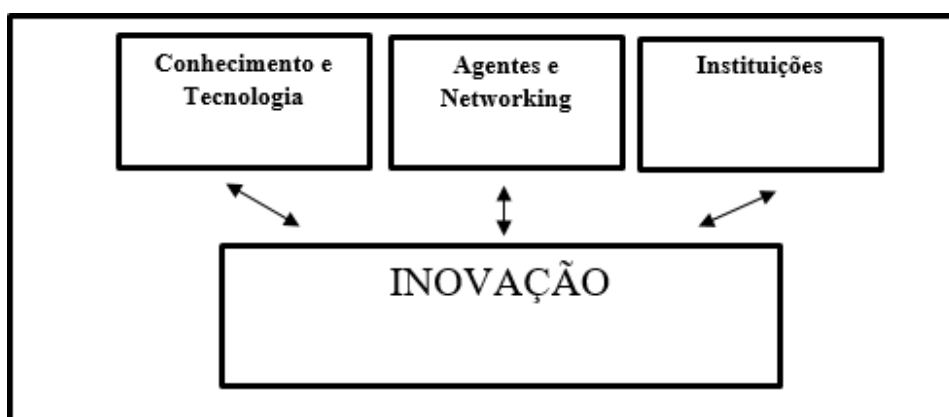 Conhecimento e
Tecnologia
Agentes e
Networking
Instituições
INOVAÇÃO